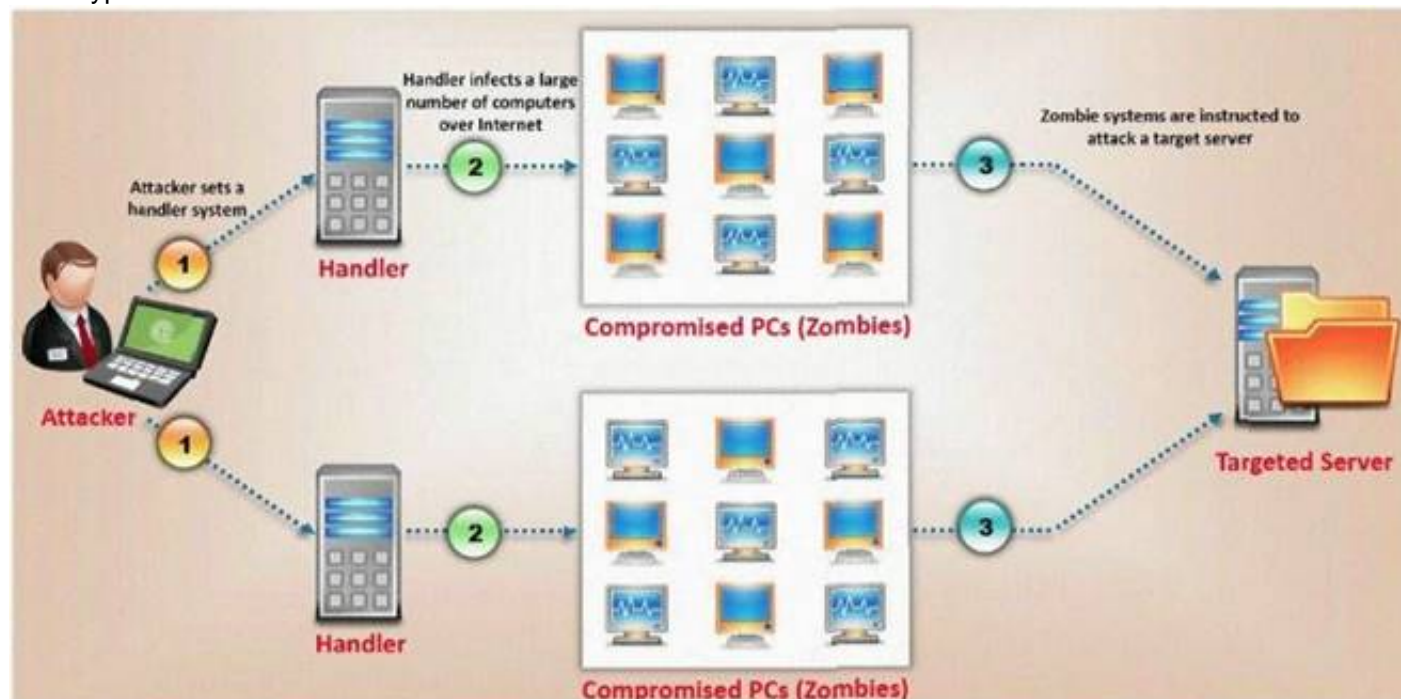 Handler infects a large
number of computers
over Internet
Zombie systems are instructed to
attack a target server
Attacker sets a
handler system
1
2
3
Handler
Compromised PCs (Zombies)
Attacker
1
Targeted Server
2
3
Handler
Compromised PCs (Zombies)